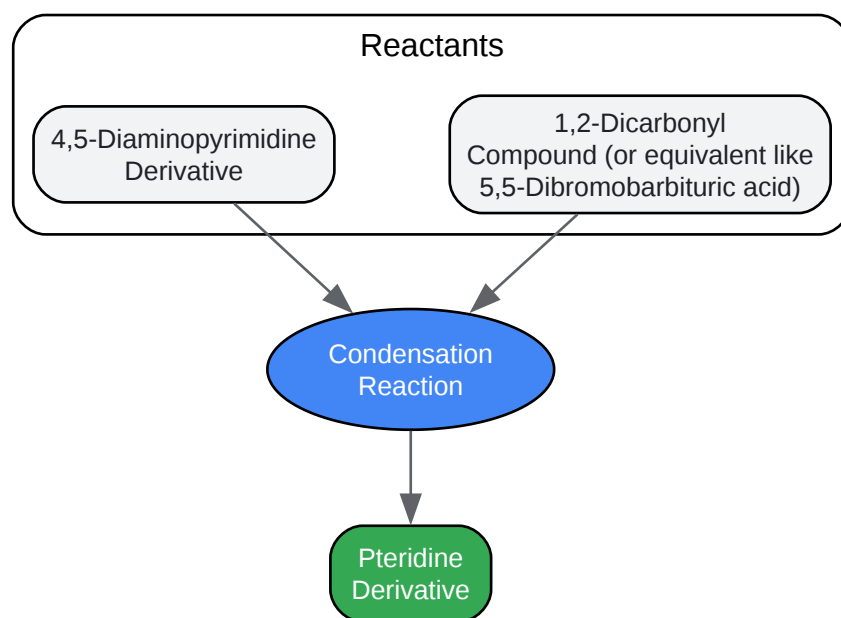 Reactants
4,5-Diaminopyrimidine
Derivative
1,2-Dicarbonyl
Compound (or equivalent like
5,5-Dibromobarbituric acid)
Condensation
Reaction
Pteridine
Derivative